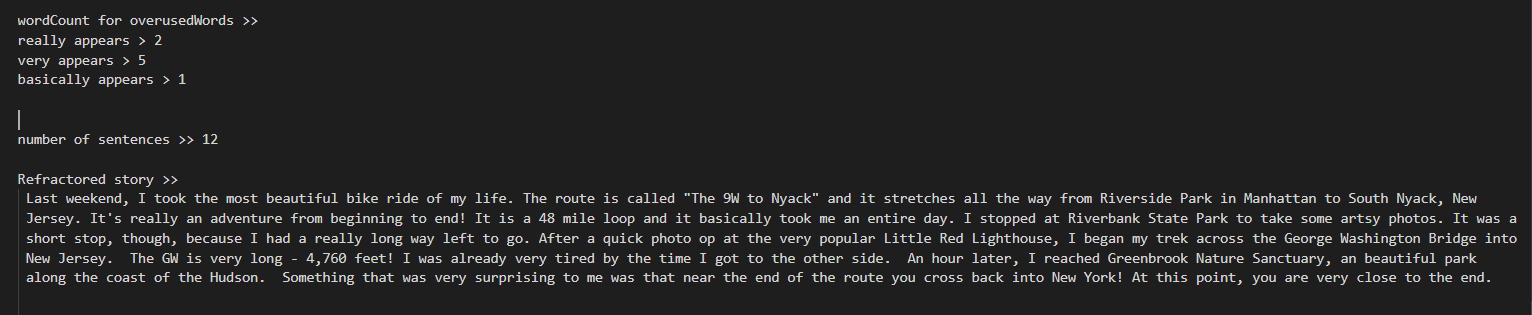 wordCount for overusedWords >>
really appears > 2
very appears > 5
basically appears > 1
number of sentences >> 12
Refractored story >>
Last weekend, I took the most beautiful bike ride of my life. The route is called "The 9W to Nyack" and it stretches all the way from Riverside Park in Manhattan to South Nyack, New
Jersey. It's really an adventure from beginning to end! It is a 48 mile loop and it basically took me an entire day. I stopped at Riverbank State Park to take some artsy photos. It was a
short stop, though, because I had a really long way left to go. After a quick photo op at the very popular Little Red Lighthouse, I began my trek across the George Washington Bridge into
New Jersey.  The GW is very long - 4,760 feet! I was already very tired by the time I got to the other side.  An hour later, I reached Greenbrook Nature Sanctuary, an beautiful park
along the coast of the Hudson.  Something that was very surprising to me was that near the end of the route you cross back into New York! At this point, you are very close to the end.